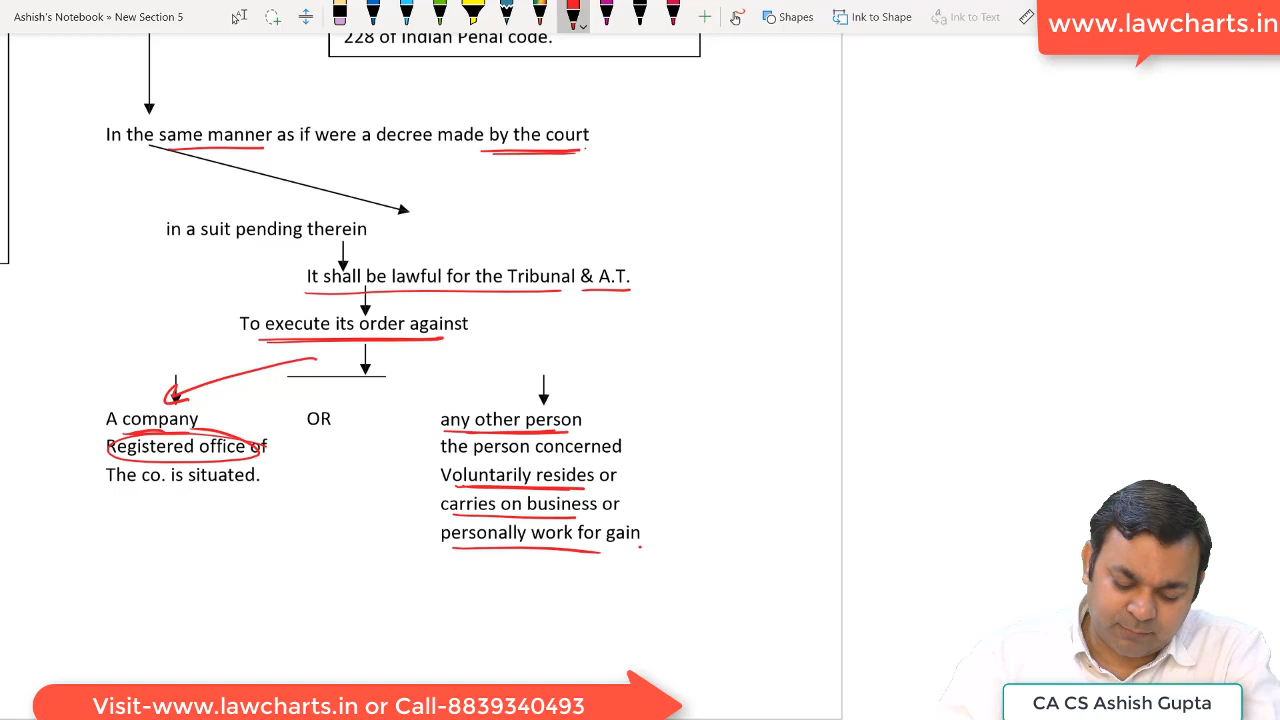 Ashish's Notebook » New Section 5
Shapes
Ink to Shape
Ink to Text
www.lawcharts.in
228 of Indian Penal code.
In the same manner as if were a decree made by the court
in a suit pending therein
It shall be lawful for the Tribunal & A.T.
To execute its order against
A company
OR
any other person
Registered office of
the person concerned
The co. is situated.
Voluntarily resides or
carries on business or
personally work for gain
Visit-www.lawcharts.in or Call-8839340493
CA CS Ashish Gupta